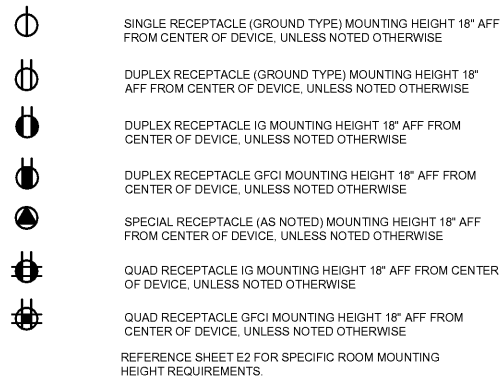 SINGLE RECEPTACLE (GROUND TYPE) MOUNTING HEIGHT 18" AFF
FROM CENTER OF DEVICE, UNLESS NOTED OTHERWISE
DUPLEX RECEPTACLE (GROUND TYPE) MOUNTING HEIGHT 18"
AFF FROM CENTER OF DEVICE, UNLESS NOTED OTHERWISE
DUPLEX RECEPTACLE IG MOUNTING HEIGHT 18" AFF FROM
CENTER OF DEVICE, UNLESS NOTED OTHERWISE
DUPLEX RECEPTACLE GFCI MOUNTING HEIGHT 18" AFF FROM
CENTER OF DEVICE, UNLESS NOTED OTHERWISE
SPECIAL RECEPTACLE (AS NOTED) MOUNTING HEIGHT 18" AFF
FROM CENTER OF DEVICE, UNLESS NOTED OTHERWISE
QUAD RECEPTACLE IG MOUNTING HEIGHT 18" AFF FROM CENTER
OF DEVICE, UNLESS NOTED OTHERWISE
QUAD RECEPTACLE GFCI MOUNTING HEIGHT 18" AFF FROM
CENTER OF DEVICE, UNLESS NOTED OTHERWISE
REFERENCE SHEET E2 FOR SPECIFIC ROOM MOUNTING
HEIGHT REQUIREMENTS.